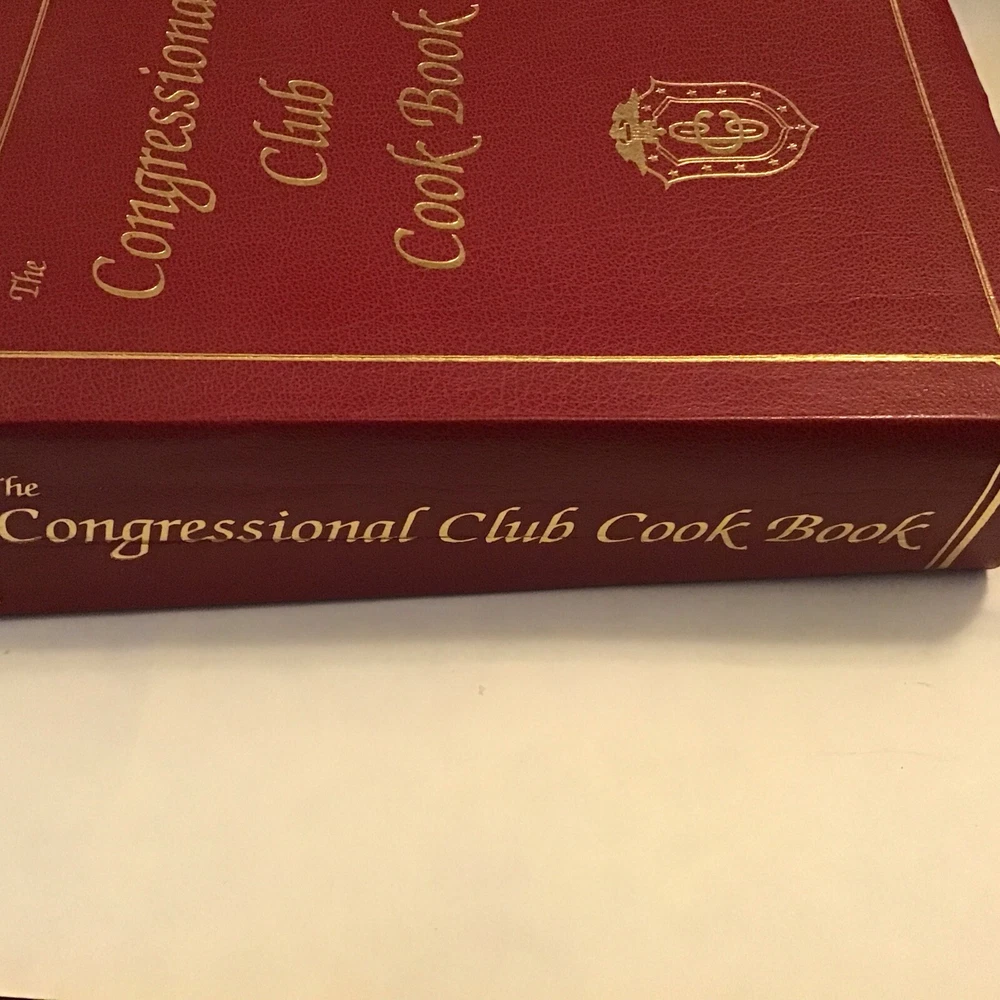 The
Congressional
Club
Cook Book
The
Congressional Club Cook Book